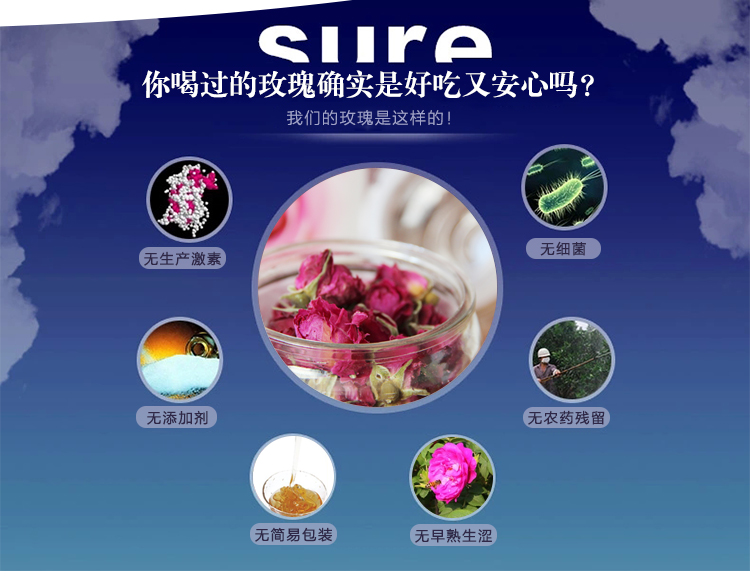 sure
你喝过的玫瑰确实是好吃又安心吗?
我们的玫瑰是这样的!
无生产激素
无细菌
无添加剂
无农药残留
无简易包装
无早熟生涩